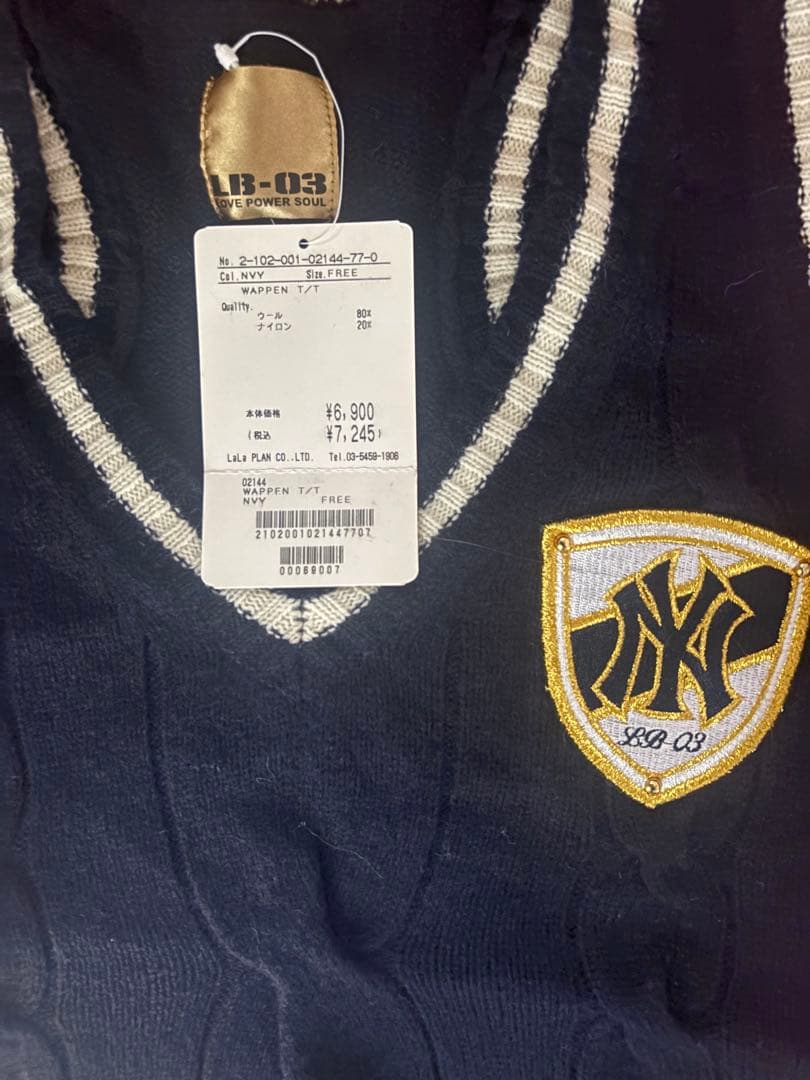 LB-03
LOVE POWER SOUL
No. 2-102-001-02144-77-0
Col. NVY Size. FREE
WAPPEN T/T
Quality.
ウール 80%
ナイロン 20%
本体価格 ¥6,900
(税込 ¥7,245)
LaLa PLAN CO.,LTD. Tel.03-5459-1906
02144
WAPPEN T/T
NVY FREE
2102001021447707
00069007
NY
LB-03